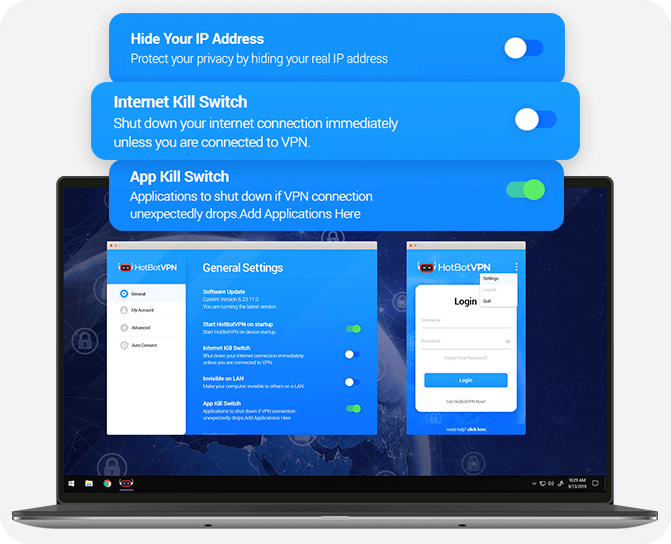 Hide Your IP Address
Protect your privacy by hiding your real IP address
Internet Kill Switch
Shut down your internet connection immediately
unless you are connected to VPN.
App Kill Switch
Applications to shut down if VPN connection
unexpectedly drops.Add Applications Here
HotBotVPN
General
My Account
Advanced
Auto Connect
General Settings
Software Update
Current Version 6.23.11.0
You are running the latest version.
Start HotBotVPN on startup
Start HotBotVPN on device startup.
Internet Kill Switch
Shut down your internet connection immediately
unless you are connected to VPN.
Invisible on LAN
Make your computer invisible to others on a LAN
App Kill Switch
Applications to shut down if VPN connection
unexpectedly drops.Add Applications Here
HotBotVPN
Settings
Logout
Quit
Login
Username
Password
Forgot Your Password?
Login
Get HotBotVPN Now!
need help? click here.
10:29 AM
9/13/2019